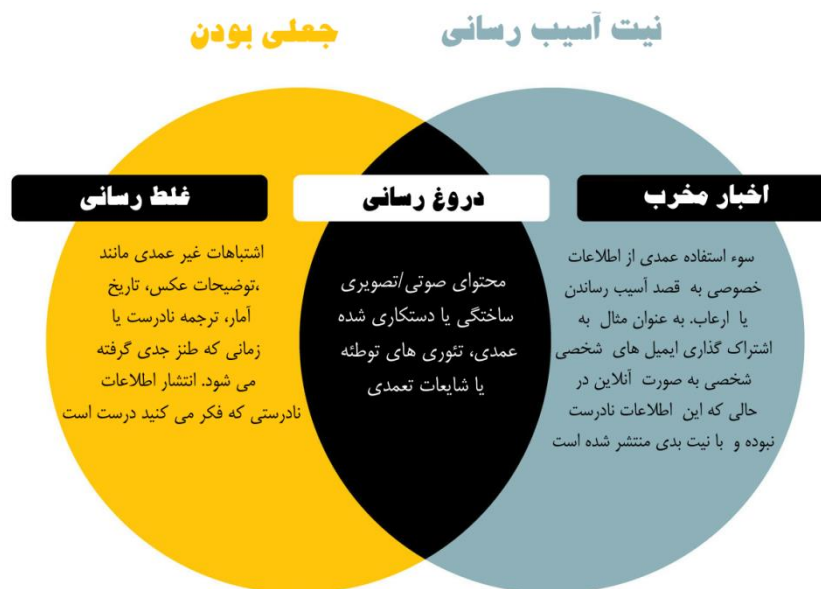 نیت آسیب رسانی
جعلی بودن
اخبار مخرب
سوء استفاده عمدی از اطلاعات
خصوصی به قصد آسیب رساندن
یا ارعاب. به عنوان مثال به
اشتراک گذاری ایمیل های شخصی
شخصی به صورت آنلاین در
حالی که این اطلاعات نادرست
نبوده و با نیت بدی منتشر شده است
دروغ رسانی
محتوای صوتی/تصویری
ساختگی یا دستکاری شده
عمدی، تئوری های توطئه
یا شایعات تعمدی
غلط رسانی
اشتباهات غیر عمدی مانند
،توضیحات عکس، تاریخ
آمار، ترجمه نادرست یا
زمانی که طنز جدی گرفته
می شود. انتشار اطلاعات
نادرستی که فکر می کنید درست است